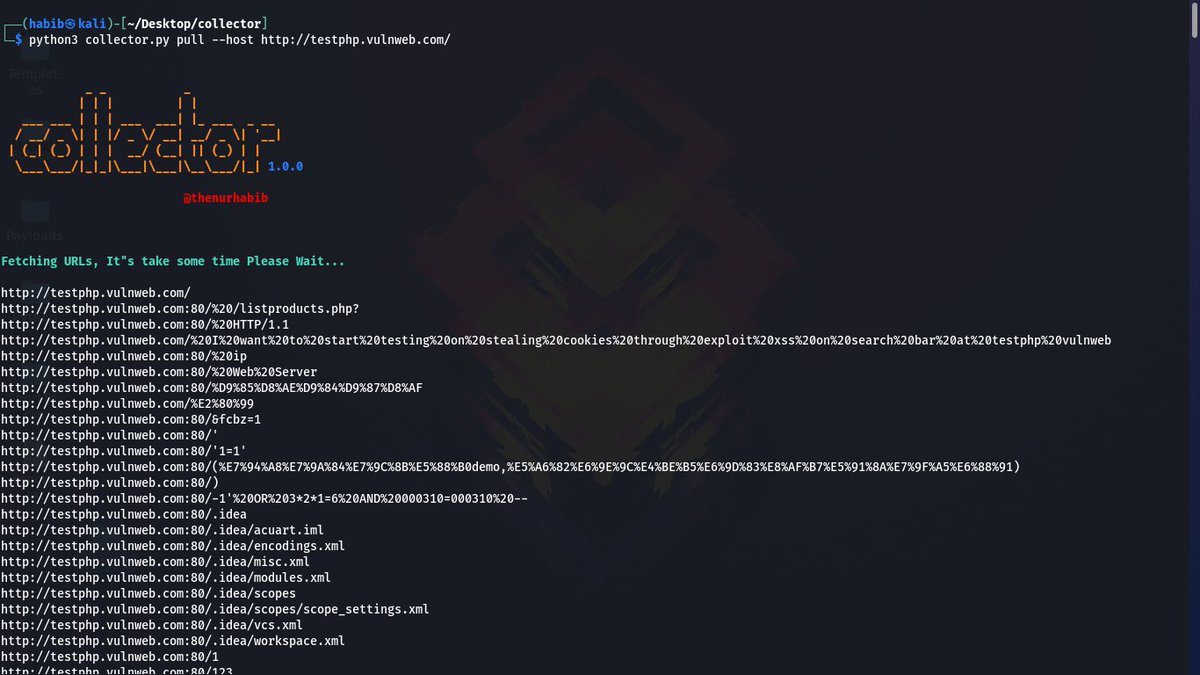 ┌──(habib㉿kali)-[~/Desktop/collector]
└─$ python3 collector.py pull --host http://testphp.vulnweb.com/
Templat-
es
collector
1.0.0
@thenurhabib
Payloads
Fetching URLs, It"s take some time Please Wait...
http://testphp.vulnweb.com/
http://testphp.vulnweb.com:80/%20/listproducts.php?
http://testphp.vulnweb.com:80/%20HTTP/1.1
http://testphp.vulnweb.com/%20I%20want%20to%20start%20testing%20on%20stealing%20cookies%20through%20exploit%20xss%20on%20search%20bar%20at%20testphp%20vulnweb
http://testphp.vulnweb.com:80/%20ip
http://testphp.vulnweb.com:80/%20Web%20Server
http://testphp.vulnweb.com:80/%D9%85%D8%AE%D9%84%D9%87%D8%AF
http://testphp.vulnweb.com/%E2%80%99
http://testphp.vulnweb.com:80/&fcbz=1
http://testphp.vulnweb.com:80/'
http://testphp.vulnweb.com:80/'1=1'
http://testphp.vulnweb.com:80/(%E7%94%A8%E7%9A%84%E7%9C%8B%E5%88%B0demo,%E5%A6%82%E6%9E%9C%E4%BE%B5%E6%9D%83%E8%AF%B7%E5%91%8A%E7%9F%A5%E6%88%91)
http://testphp.vulnweb.com:80/)
http://testphp.vulnweb.com:80/-1'%20OR%203*2*1=6%20AND%20000310=000310%20--
http://testphp.vulnweb.com:80/.idea
http://testphp.vulnweb.com:80/.idea/acuart.iml
http://testphp.vulnweb.com:80/.idea/encodings.xml
http://testphp.vulnweb.com:80/.idea/misc.xml
http://testphp.vulnweb.com:80/.idea/modules.xml
http://testphp.vulnweb.com:80/.idea/scopes
http://testphp.vulnweb.com:80/.idea/scopes/scope_settings.xml
http://testphp.vulnweb.com:80/.idea/vcs.xml
http://testphp.vulnweb.com:80/.idea/workspace.xml
http://testphp.vulnweb.com:80/1
http://testphp.vulnweb.com:80/123